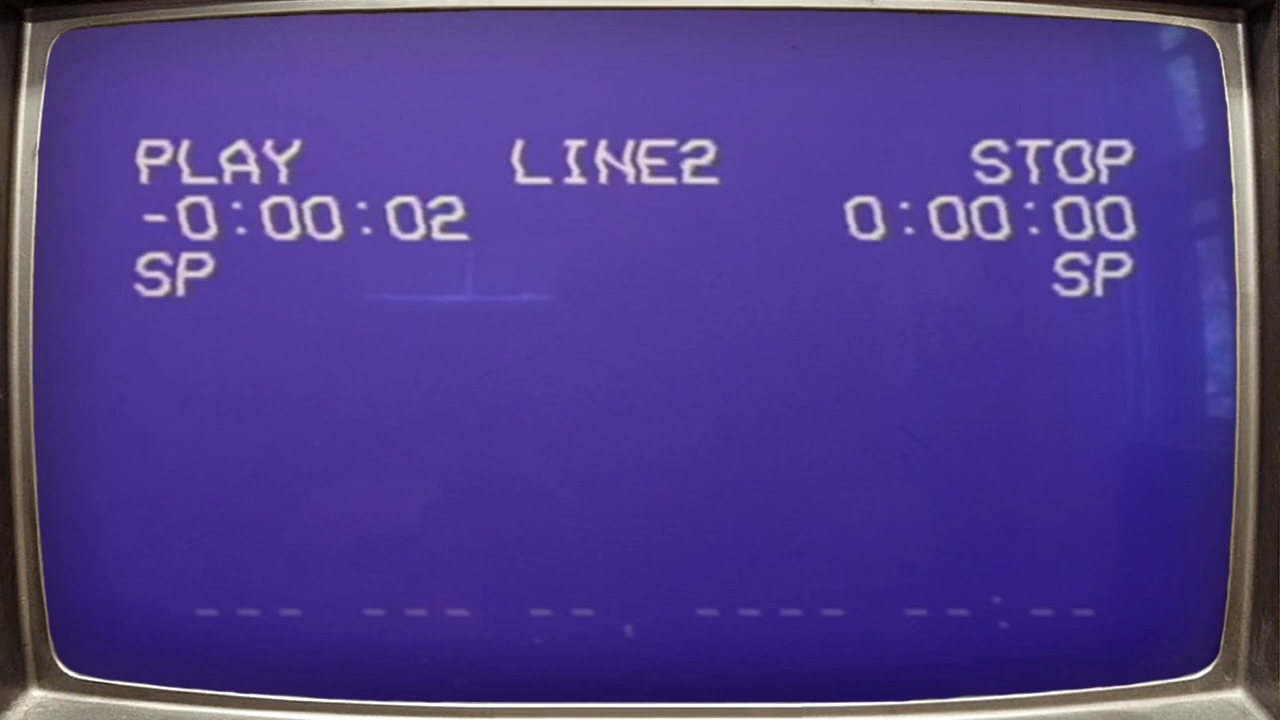 PLAY LINE2 STOP
-0:00:02 0:00:00
SP SP
--- --- -- ---- --:--